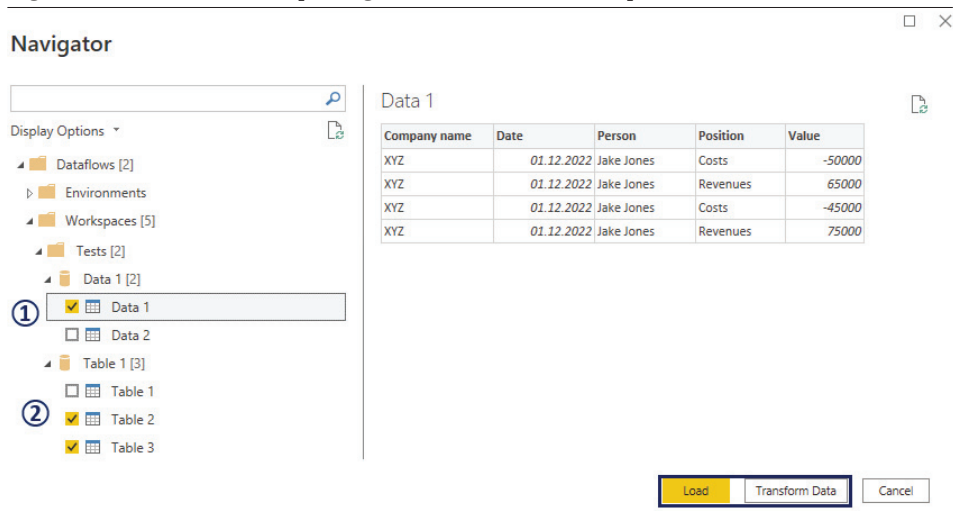 Navigator
Display Options
Dataflows [2]
Environments
Workspaces [5]
Tests [2]
Data 1 [2]
① Data 1
Data 2
Table 1 [3]
Table 1
② Table 2
Table 3
Data 1
Company name Date Person Position Value
XYZ 01.12.2022 Jake Jones Costs -50000
XYZ 01.12.2022 Jake Jones Revenues 65000
XYZ 01.12.2022 Jake Jones Costs -45000
XYZ 01.12.2022 Jake Jones Revenues 75000
Load Transform Data Cancel